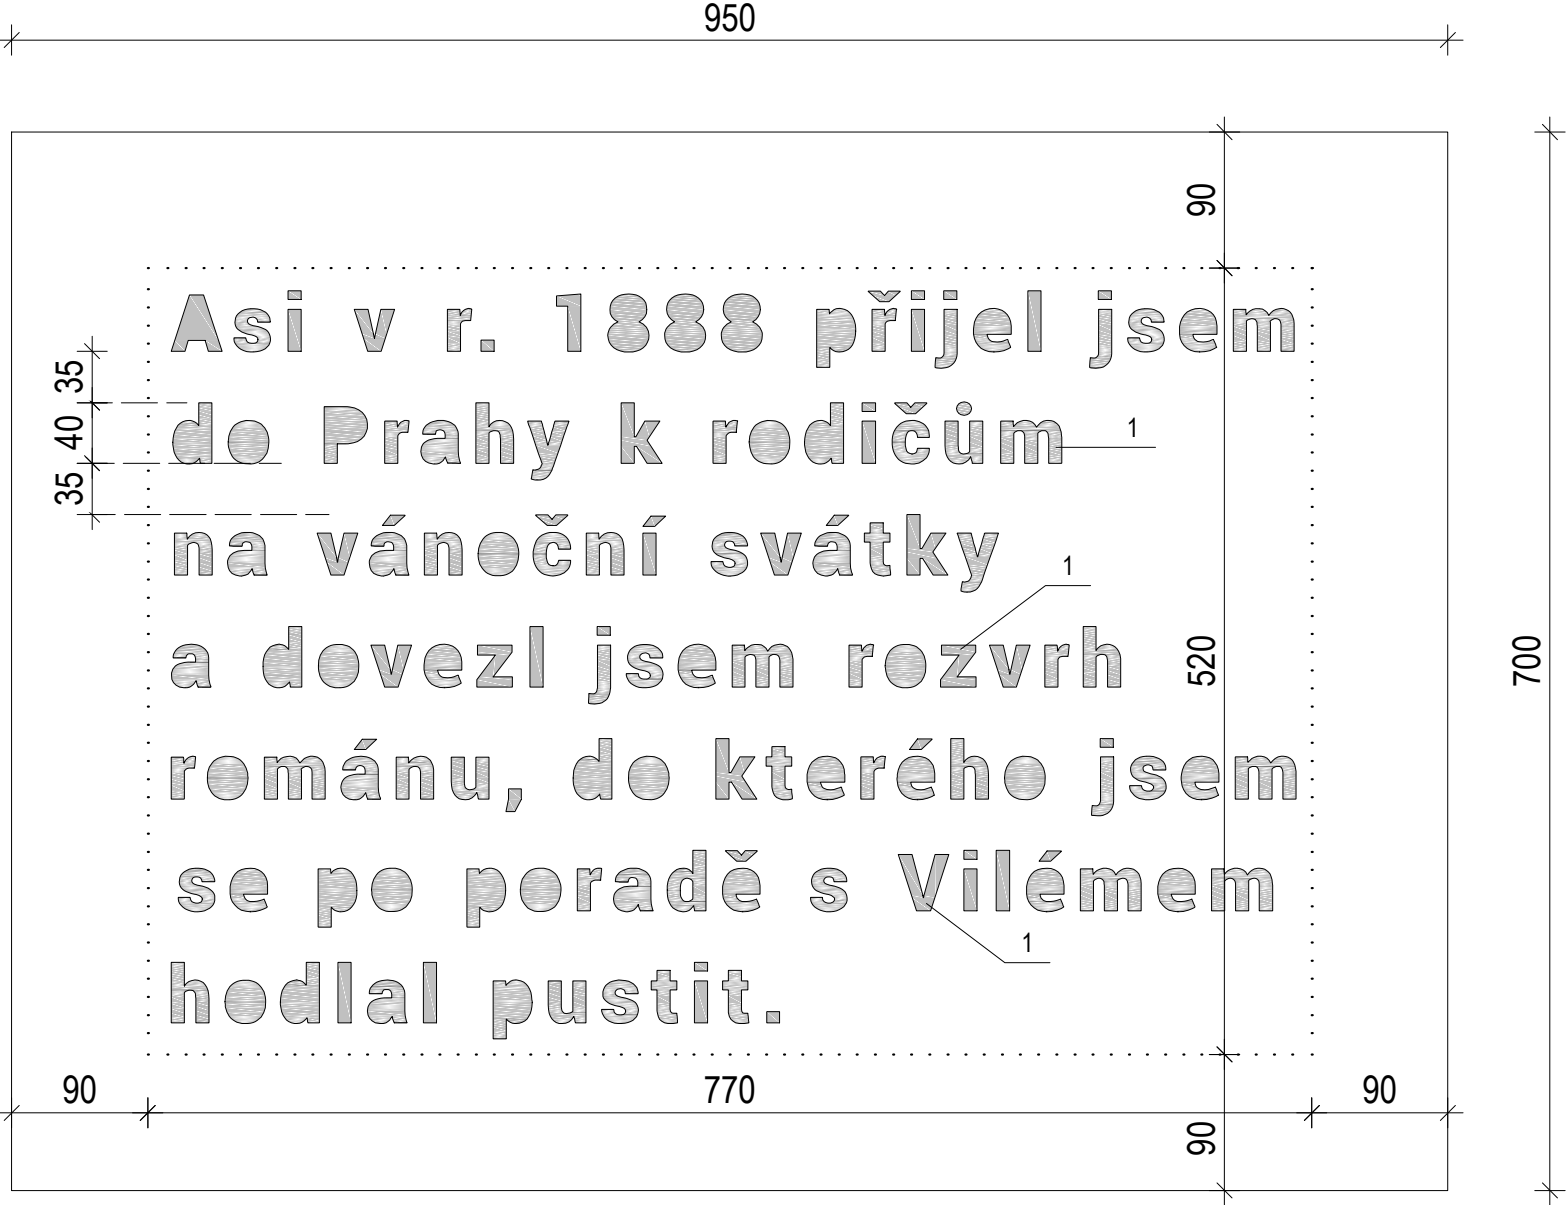 950
90
Asi v r. 1888 přijel jsem
35
do Prahy k rodičům
40
1
35
na vánoční svátky
1
a dovezl jsem rozvrh
520
700
románu, do kterého jsem
se po poradě s Vilémem
1
hodlal pustit.
90
770
90
90